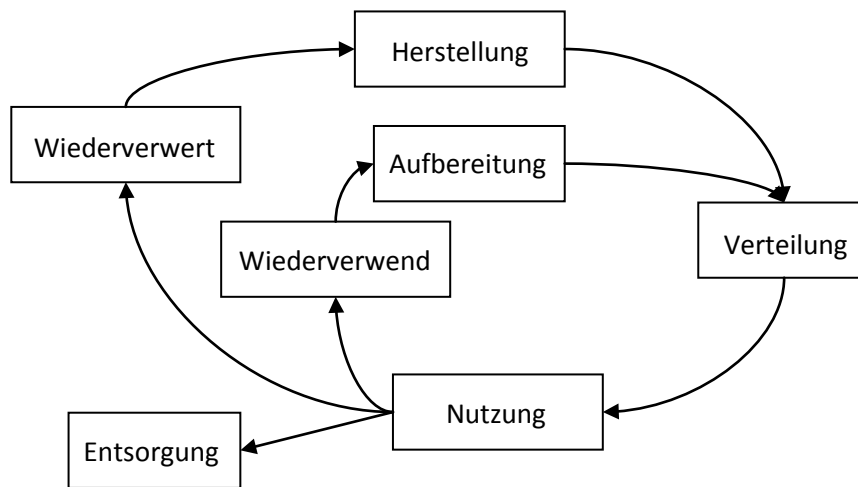 Herstellung
Wiederverwert
Aufbereitung
Verteilung
Wiederverwend
Nutzung
Entsorgung